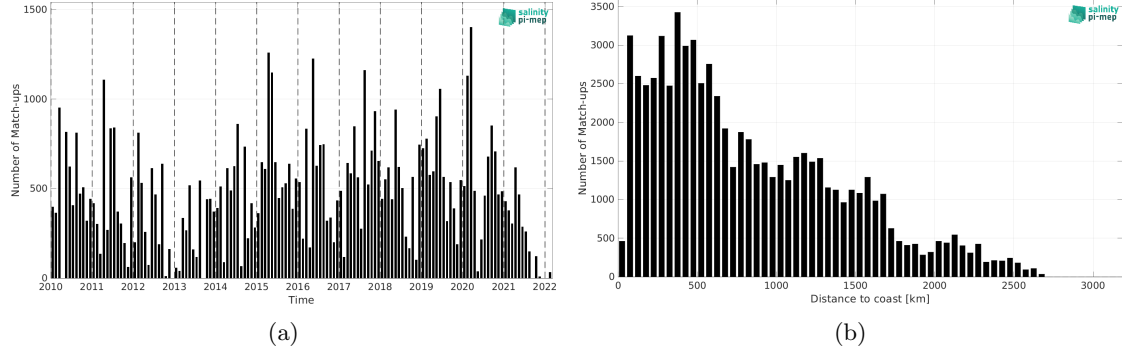 1500
1000
500
0
Number of Match-ups
2010 2011 2012 2013 2014 2015 2016 2017 2018 2019 2020 2021 2022
Time
salinity
pi-mep
(a)
3500
3000
2500
2000
1500
1000
500
0
Number of Match-ups
0 500 1000 1500 2000 2500 3000
Distance to coast [km]
salinity
pi-mep
(b)